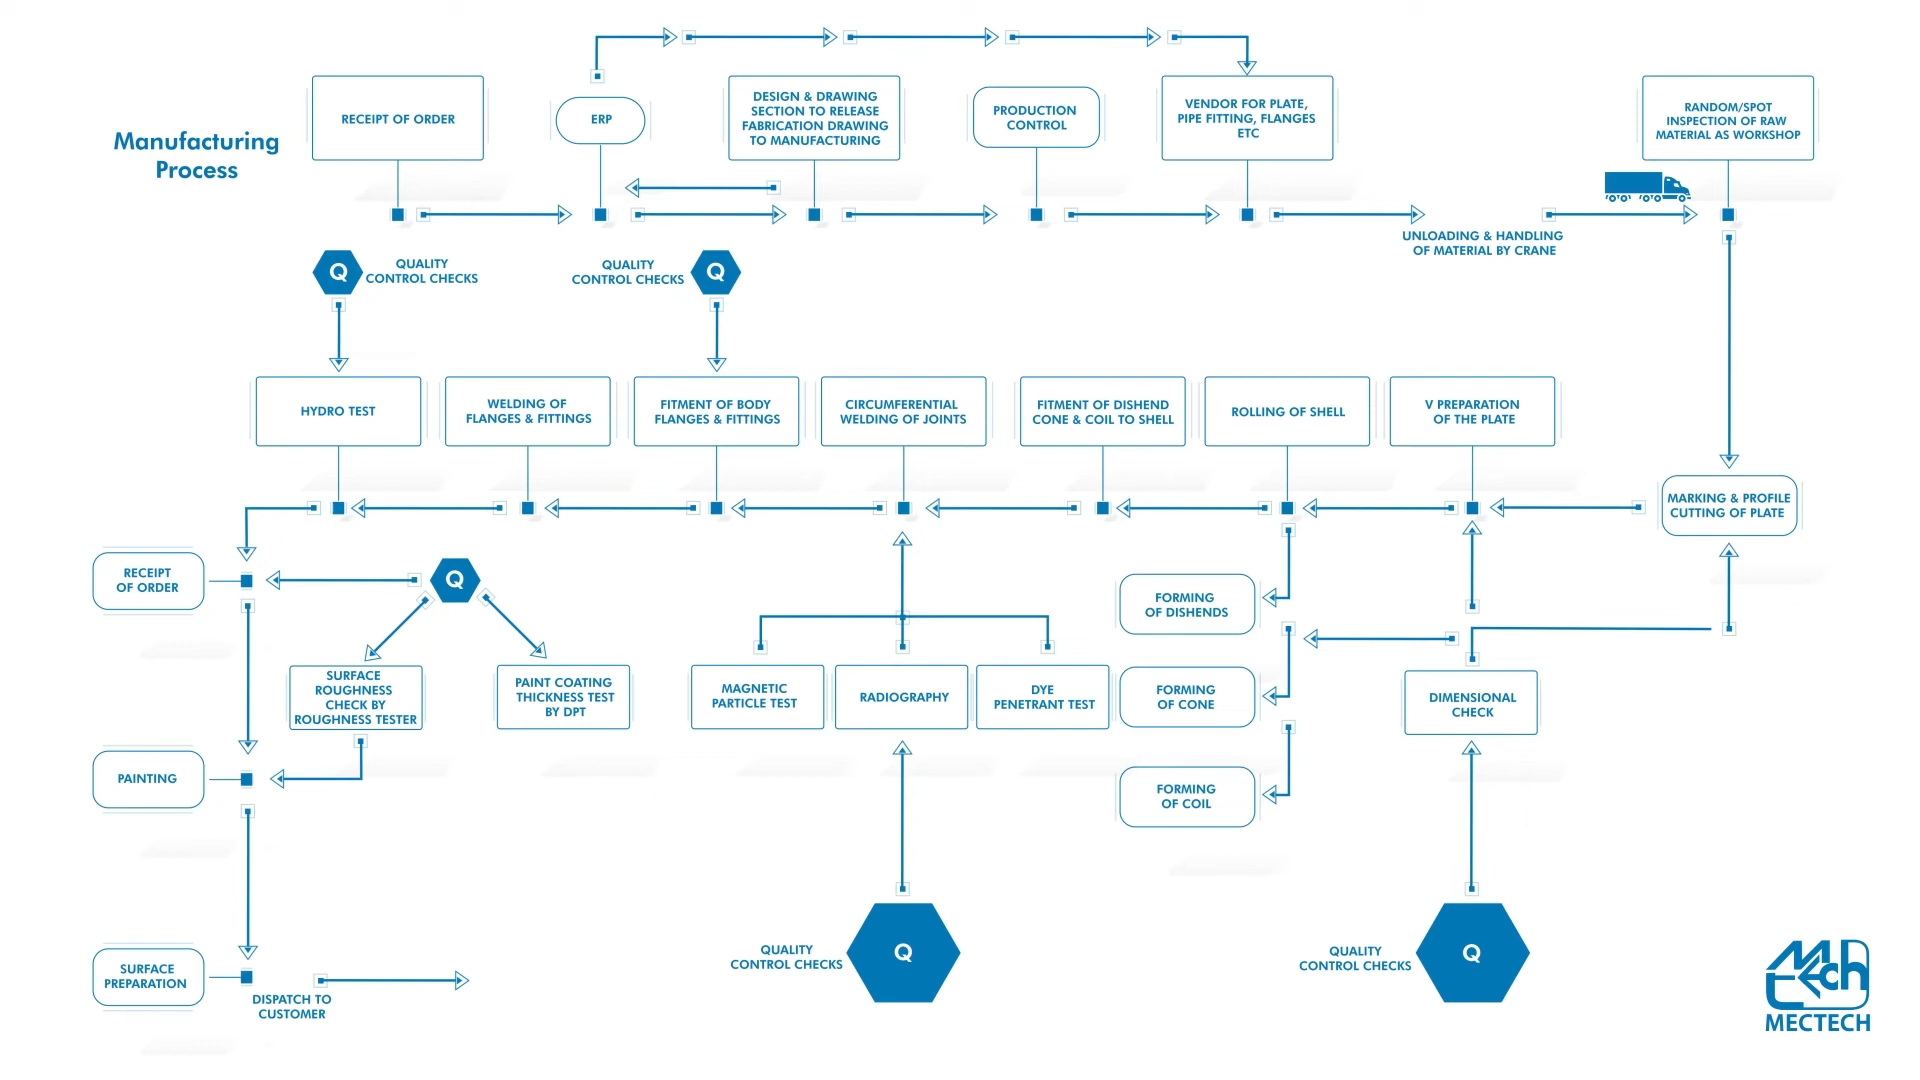 Manufacturing
Process
RECEIPT OF ORDER
ERP
DESIGN & DRAWING
SECTION TO RELEASE
FABRICATION DRAWING
TO MANUFACTURING
PRODUCTION
CONTROL
VENDOR FOR PLATE,
PIPE FITTING, FLANGES
ETC
RANDOM/SPOT
INSPECTION OF RAW
MATERIAL AS WORKSHOP
UNLOADING & HANDLING
OF MATERIAL BY CRANE
Q
QUALITY
CONTROL CHECKS
QUALITY
CONTROL CHECKS
Q
HYDRO TEST
WELDING OF
FLANGES & FITTINGS
FITMENT OF BODY
FLANGES & FITTINGS
CIRCUMFERENTIAL
WELDING OF JOINTS
FITMENT OF DISHEND
CONE & COIL TO SHELL
ROLLING OF SHELL
V PREPARATION
OF THE PLATE
MARKING & PROFILE
CUTTING OF PLATE
RECEIPT
OF ORDER
Q
FORMING
OF DISHENDS
SURFACE
ROUGHNESS
CHECK BY
ROUGHNESS TESTER
PAINT COATING
THICKNESS TEST
BY DPT
MAGNETIC
PARTICLE TEST
RADIOGRAPHY
DYE
PENETRANT TEST
FORMING
OF CONE
DIMENSIONAL
CHECK
PAINTING
FORMING
OF COIL
QUALITY
CONTROL CHECKS
Q
QUALITY
CONTROL CHECKS
Q
SURFACE
PREPARATION
DISPATCH TO
CUSTOMER
MECh
TECh
MECTECH